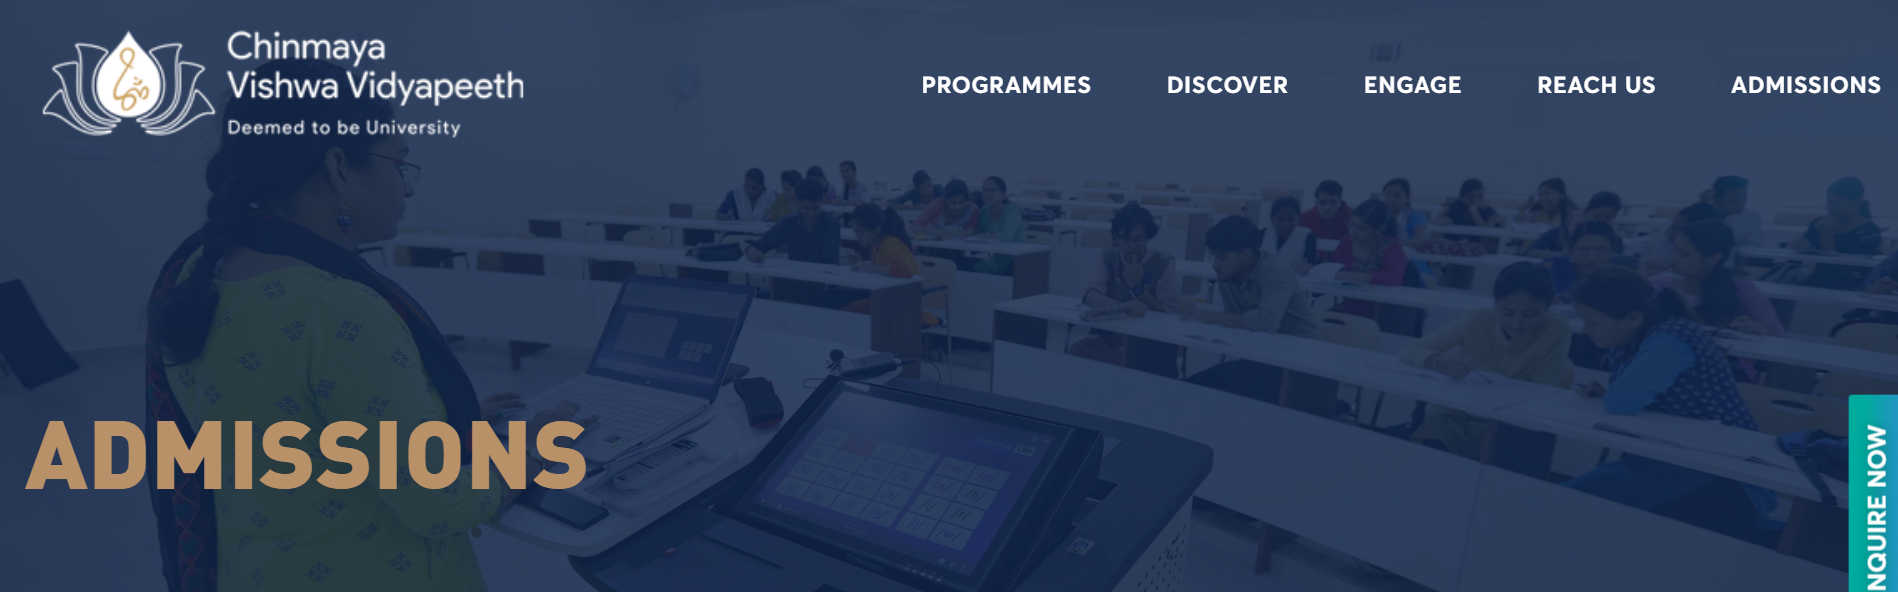 Chinmaya
Vishwa Vidyapeeth
Deemed to be University
PROGRAMMES DISCOVER ENGAGE REACH US ADMISSIONS
ADMISSIONS
NQUIRE NOW